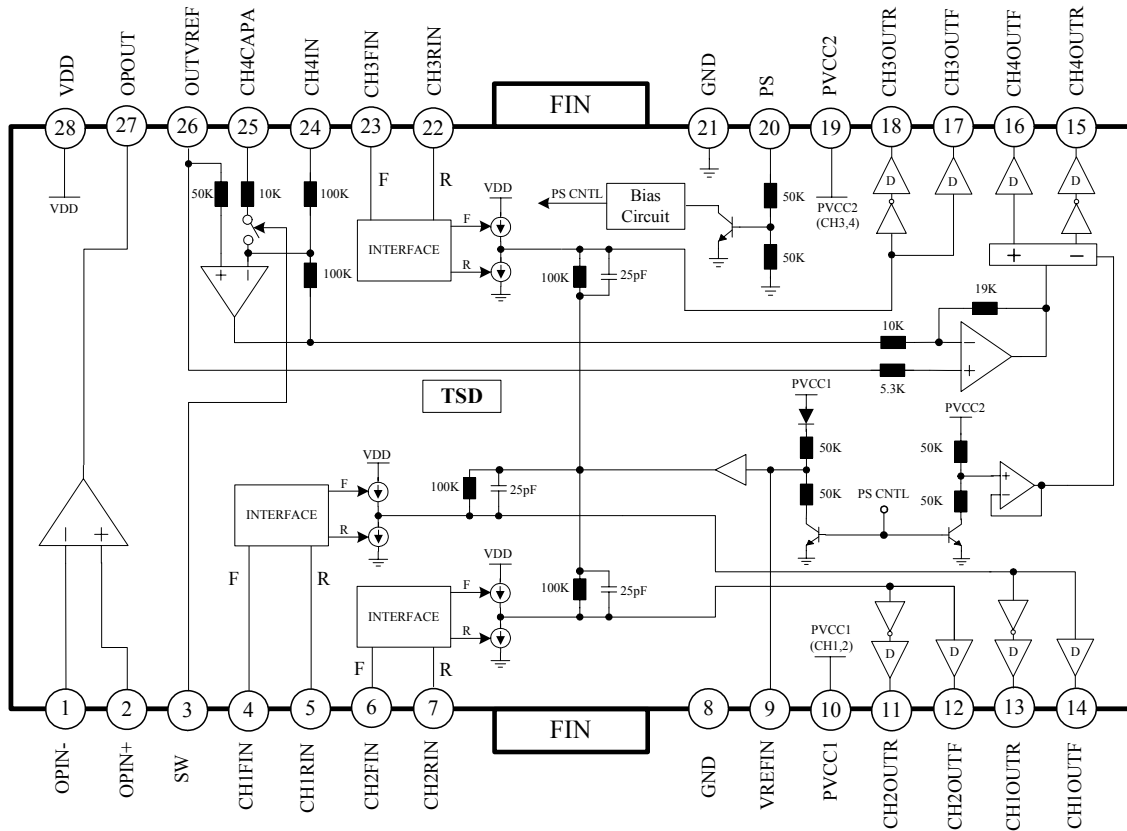 VDD
OPOUT
OUTVREF
CH4CAPA
CH4IN
CH3FIN
CH3RIN
GND
PS
PVCC2
CH3OUTR
CH3OUTF
CH4OUTF
CH4OUTR
FIN
28
27
26
25
24
23
22
21
20
19
18
17
16
15
VDD
50K
10K
100K
F
R
VDD
PS CNTL
Bias
Circuit
50K
PVCC2
(CH3,4)
D
D
D
D
INTERFACE
F
R
100K
25pF
50K
+
−
+
−
100K
19K
10K
−
+
5.3K
TSD
PVCC1
PVCC2
50K
50K
VDD
100K
25pF
F
INTERFACE
R
50K
PS CNTL
50K
+
−
−
+
F
R
VDD
100K
25pF
F
INTERFACE
R
F
R
PVCC1
(CH1,2)
D
D
D
D
1
2
3
4
5
6
7
8
9
10
11
12
13
14
FIN
OPIN-
OPIN+
SW
CH1FIN
CH1RIN
CH2FIN
CH2RIN
GND
VREFIN
PVCC1
CH2OUTR
CH2OUTF
CH1OUTR
CH1OUTF